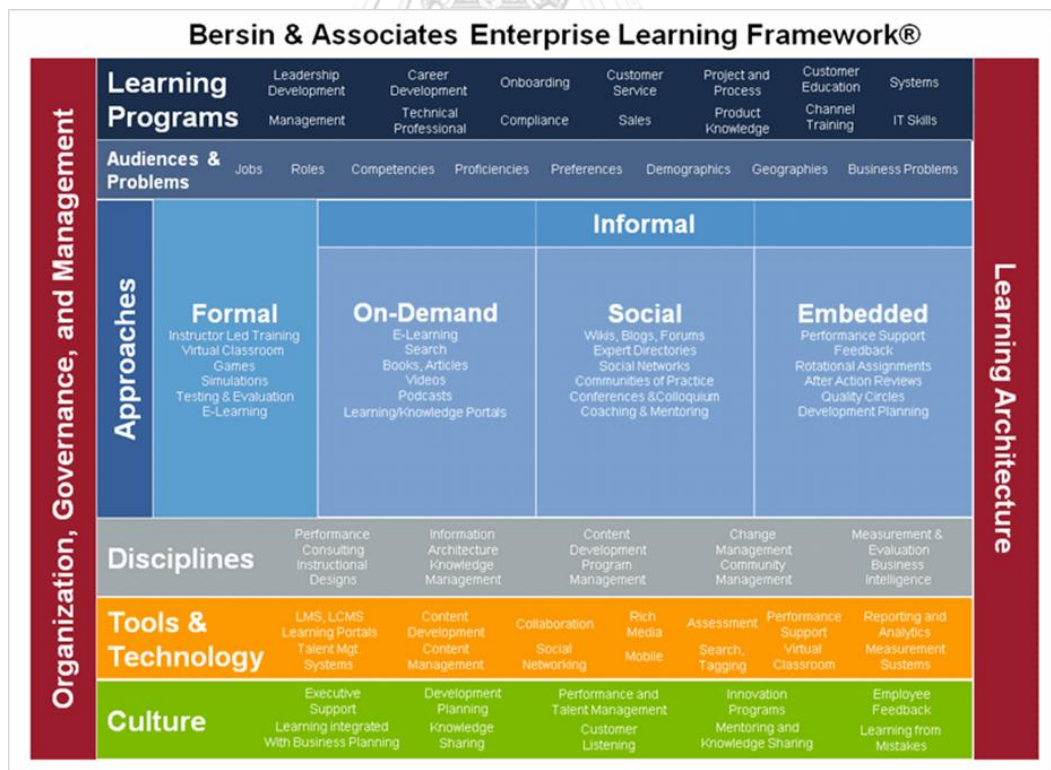 Bersin & Associates Enterprise Learning Framework®
Organization, Governance, and Management
Learning
Programs
Leadership
Development
Career
Development
Onboarding
Customer
Service
Project and
Process
Customer
Education
Systems
Management
Technical
Professional
Compliance
Sales
Product
Knowledge
Channel
Training
IT Skills
Audiences &
Problems
Jobs
Roles
Competencies
Proficiencies
Preferences
Demographics
Geographies
Business Problems
Approaches
Formal
Instructor Led Training
Virtual Classroom
Games
Simulations
Testing & Evaluation
E-Learning
Informal
On-Demand
E-Learning
Search
Books, Articles
Videos
Podcasts
Learning/Knowledge Portals
Social
Wikis, Blogs, Forums
Expert Directories
Social Networks
Communities of Practice
Conferences &Colloquium
Coaching & Mentoring
Embedded
Performance Support
Feedback
Rotational Assignments
After Action Reviews
Quality Circles
Development Planning
Disciplines
Performance
Consulting
Instructional
Designs
Information
Architecture
Knowledge
Management
Content
Development
Program
Management
Change
Management
Community
Management
Measurement &
Evaluation
Business
Intelligence
Tools &
Technology
LMS, LCMS
Learning Portals
Talent Mgt.
Systems
Content
Development
Content
Management
Collaboration
Social
Networking
Rich
Media
Mobile
Assessment
Search,
Tagging
Performance
Support
Virtual
Classroom
Reporting and
Analytics
Measurement
Sustems
Culture
Executive
Support
Learning integrated
With Business Planning
Development
Planning
Knowledge
Sharing
Performance and
Talent Management
Customer
Listening
Innovation
Programs
Mentoring and
Knowledge Sharing
Employee
Feedback
Learning from
Mistakes
Learning Architecture